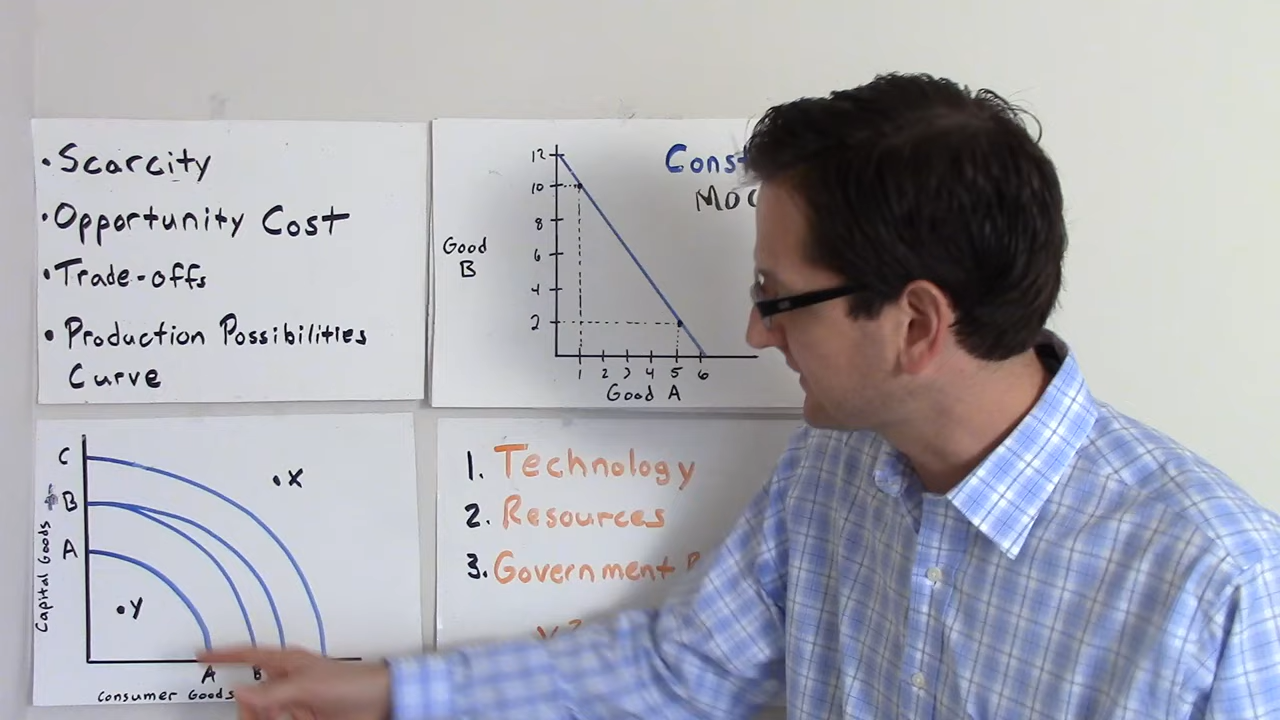 • Scarcity
• Opportunity Cost
• Trade-offs
• Production Possibilities
Curve
12
10
8
6
4
2
Good
B
1 2 3 4 5 6
Good A
C
B
A
Capital Goods
X
Y
A B
Consumer Goods
1. Technology
2. Resources
3. Government